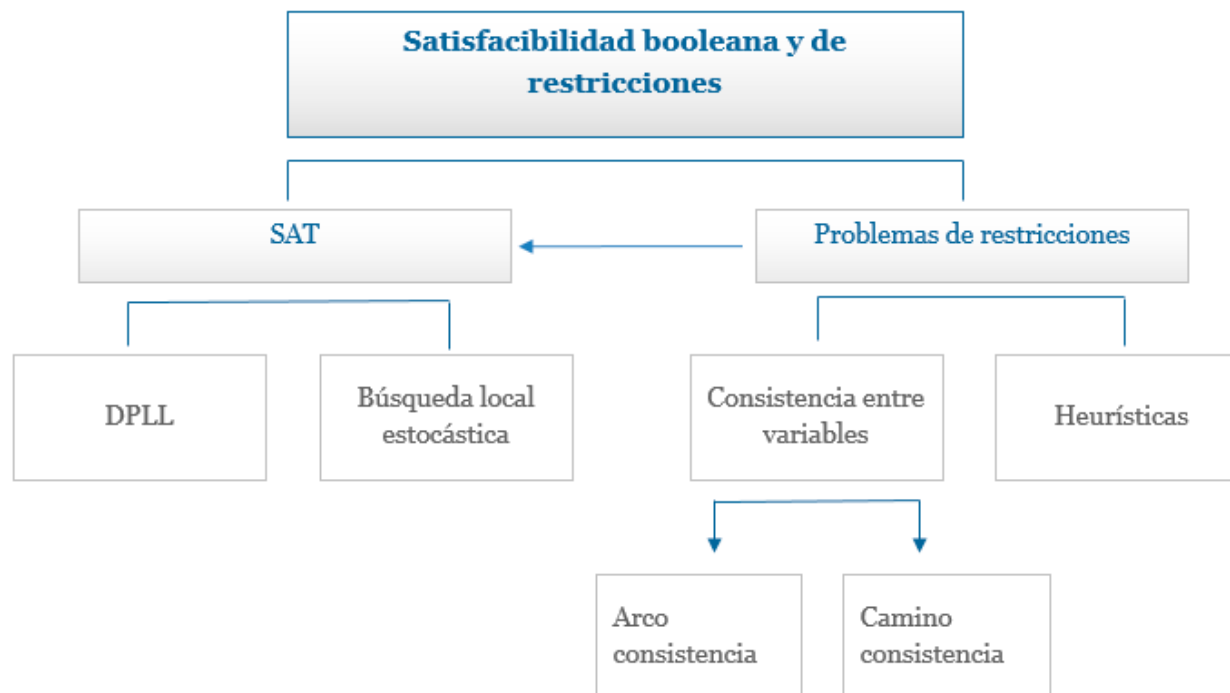 Satisfacibilidad booleana y de
restricciones
SAT
Problemas de restricciones
DPLL
Búsqueda local
estocástica
Consistencia entre
variables
Heurísticas
Arco
consistencia
Camino
consistencia